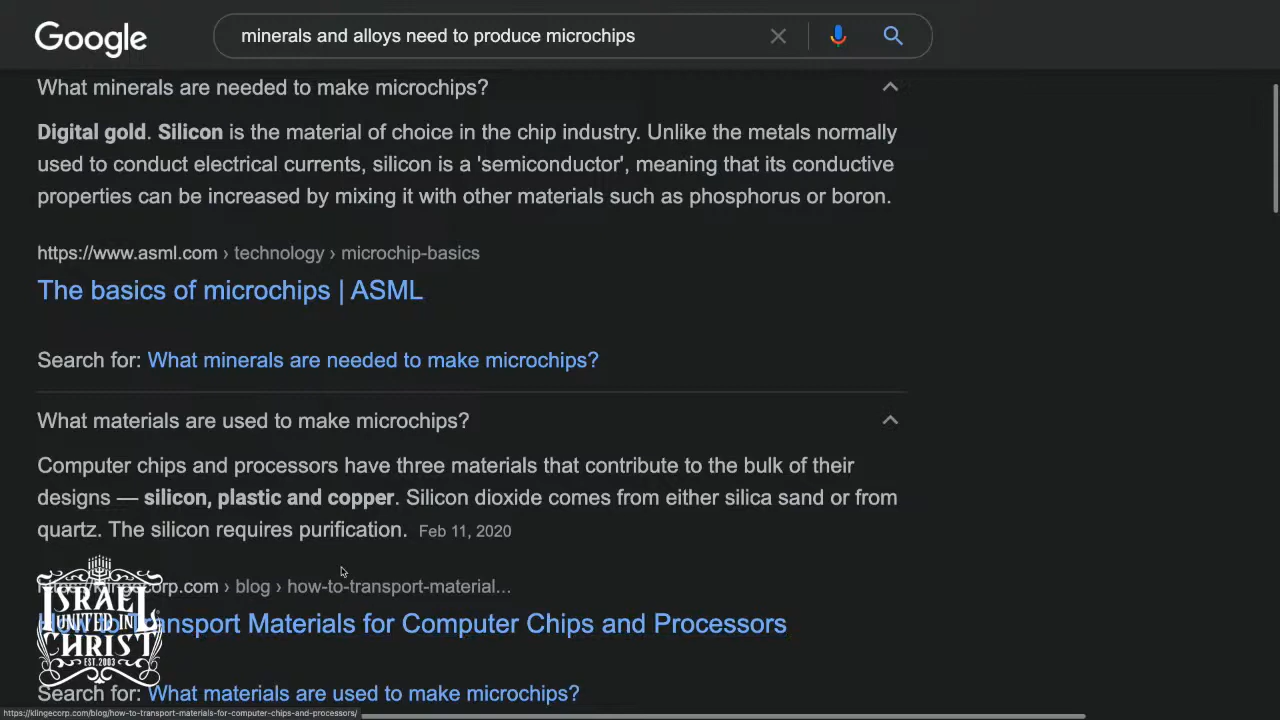 Google
minerals and alloys need to produce microchips
What minerals are needed to make microchips?
Digital gold. Silicon is the material of choice in the chip industry. Unlike the metals normally
used to conduct electrical currents, silicon is a 'semiconductor', meaning that its conductive
properties can be increased by mixing it with other materials such as phosphorus or boron.
https://www.asml.com › technology › microchip-basics
The basics of microchips | ASML
Search for: What minerals are needed to make microchips?
What materials are used to make microchips?
Computer chips and processors have three materials that contribute to the bulk of their
designs — silicon, plastic and copper. Silicon dioxide comes from either silica sand or from
quartz. The silicon requires purification. Feb 11, 2020
https://klingecorp.com › blog › how-to-transport-material...
How to Transport Materials for Computer Chips and Processors
ISRAEL
UNITED IN
CHRIST
EST. 2003
Search for: What materials are used to make microchips?
https://klingecorp.com/blog/how-to-transport-materials-for-computer-chips-and-processors/